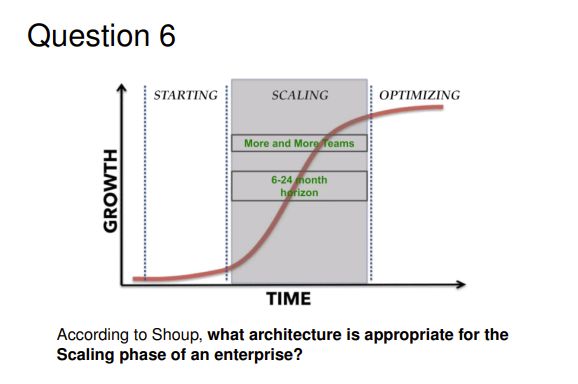 Question 6
STARTING
SCALING
OPTIMIZING
More and More Teams
6-24 month
horizon
GROWTH
TIME
According to Shoup, what architecture is appropriate for the
Scaling phase of an enterprise?